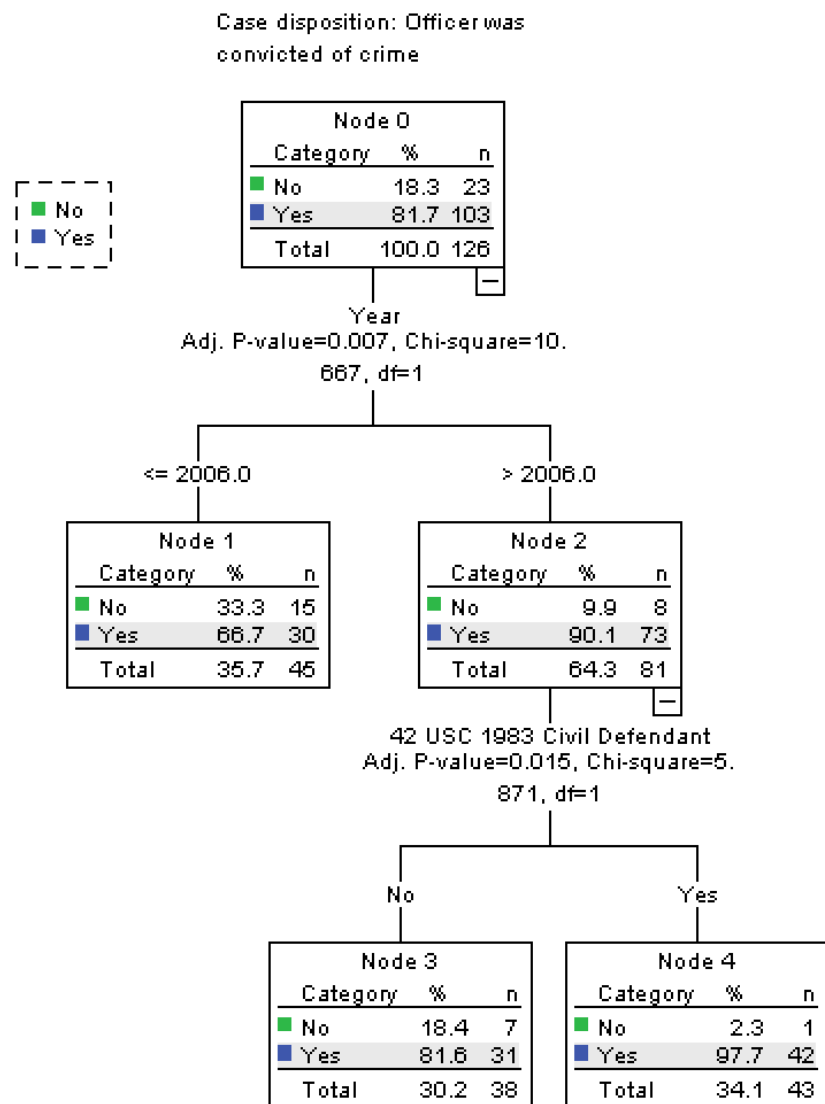 Case disposition: Officer was
convicted of crime
Node 0
Category % n
No 18.3 23
Yes 81.7 103
Total 100.0 126
No
Yes
Year
Adj. P-value=0.007, Chi-square=10.
667, df=1
<= 2006.0
> 2006.0
Node 1
Category % n
No 33.3 15
Yes 66.7 30
Total 35.7 45
Node 2
Category % n
No 9.9 8
Yes 90.1 73
Total 64.3 81
42 USC 1983 Civil Defendant
Adj. P-value=0.015, Chi-square=5.
871, df=1
No
Yes
Node 3
Category % n
No 18.4 7
Yes 81.6 31
Total 30.2 38
Node 4
Category % n
No 2.3 1
Yes 97.7 42
Total 34.1 43